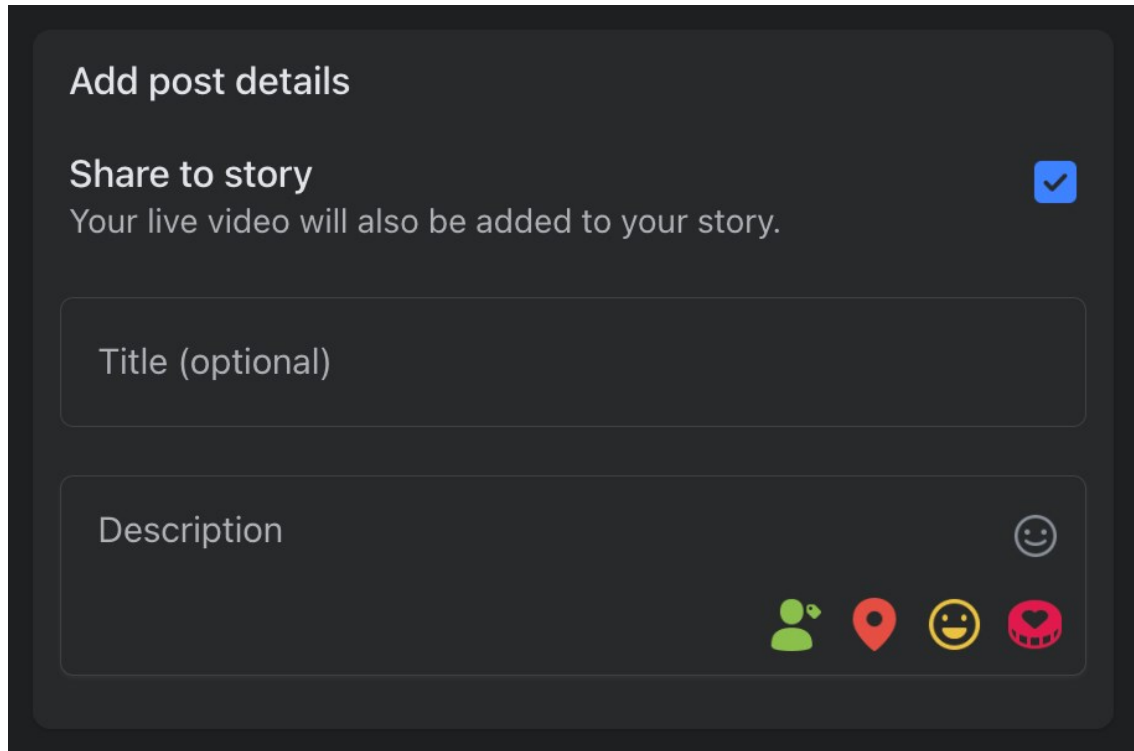 Add post details
Share to story
Your live video will also be added to your story.
Title (optional)
Description